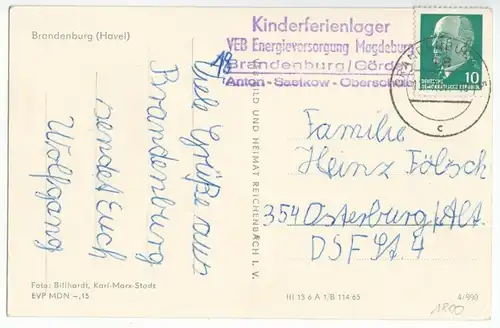 Brandenburg (Havel)
Kinderferienlager
VEB Energieversorgung Magdeburg
Brandenburg/Görden
Anton-Saefkow-Oberschule
10
DEUTSCHE
DEMOKRATISCHE REPUBLIK
c
Viele Grüße aus
Brandenburg
sendet Euch
Wolfgang
BILD UND HEIMAT REICHENBACH I. V.
Familie
Heinz Fölsch
354 Osterburg/Alt.
DSF St. 4
Foto: Billhardt, Karl-Marx-Stadt
EVP MDN –,15
III 15 6 A 1/B 114 65
4/990
1800